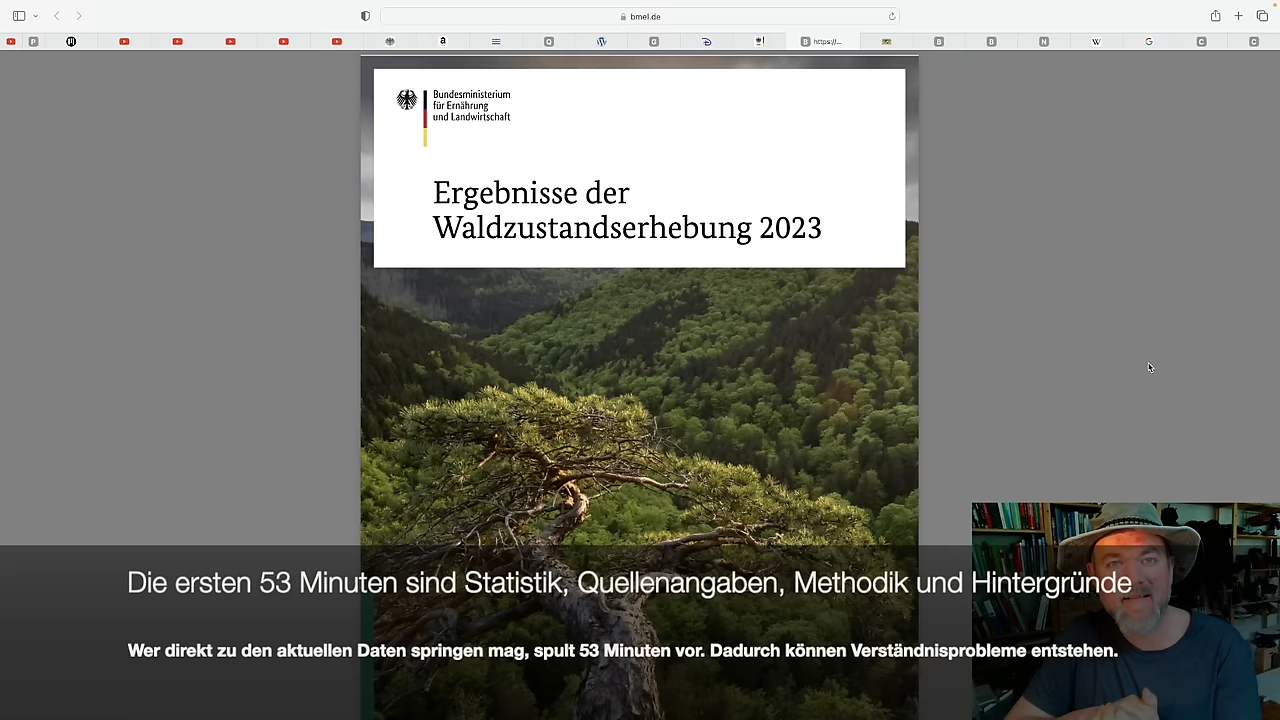 bmel.de
https://...
Bundesministerium
für Ernährung
und Landwirtschaft
Ergebnisse der
Waldzustandserhebung 2023
Die ersten 53 Minuten sind Statistik, Quellenangaben, Methodik und Hintergründe
Wer direkt zu den aktuellen Daten springen mag, spult 53 Minuten vor. Dadurch können Verständnisprobleme entstehen.